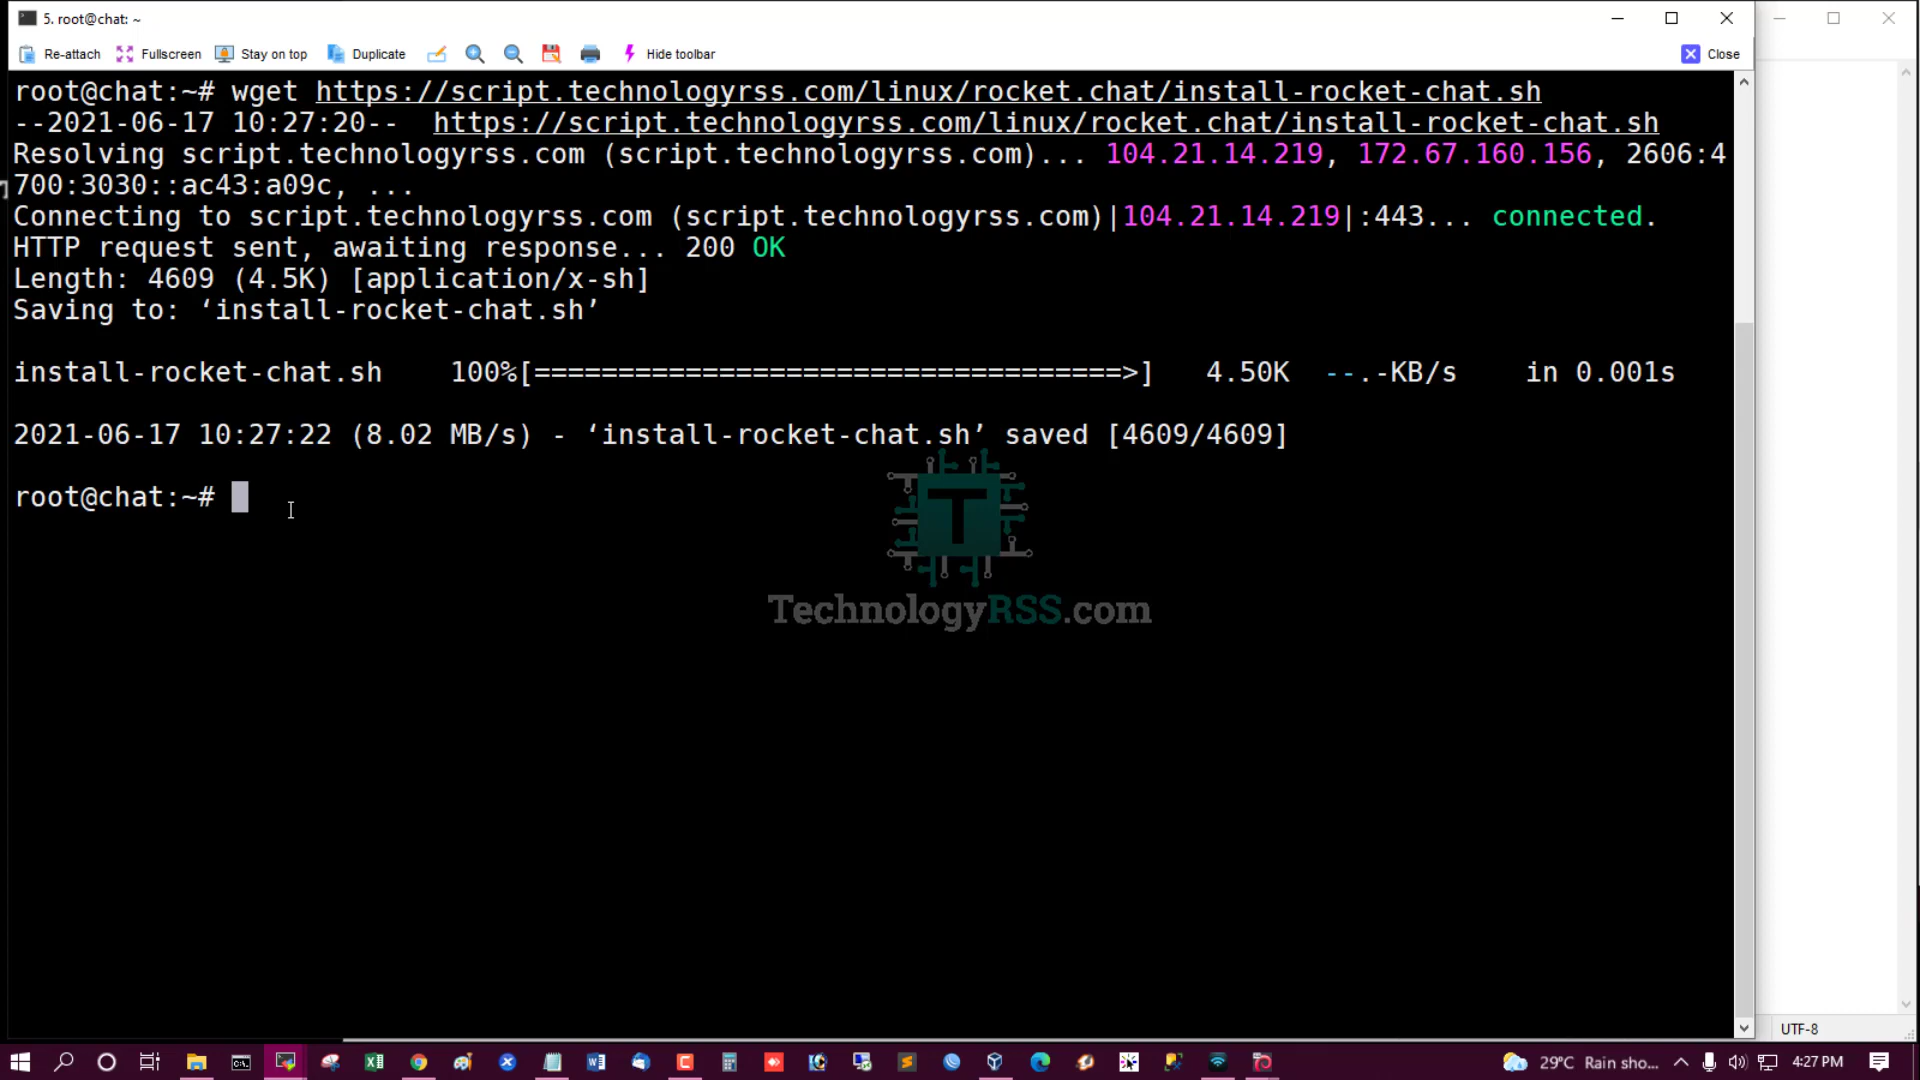 5. root@chat: ~
Re-attach Fullscreen Stay on top Duplicate Hide toolbar Close
root@chat:~# wget https://script.technologyrss.com/linux/rocket.chat/install-rocket-chat.sh
--2021-06-17 10:27:20--  https://script.technologyrss.com/linux/rocket.chat/install-rocket-chat.sh
Resolving script.technologyrss.com (script.technologyrss.com)... 104.21.14.219, 172.67.160.156, 2606:4
700:3030::ac43:a09c, ...
Connecting to script.technologyrss.com (script.technologyrss.com)|104.21.14.219|:443... connected.
HTTP request sent, awaiting response... 200 OK
Length: 4609 (4.5K) [application/x-sh]
Saving to: ‘install-rocket-chat.sh’
install-rocket-chat.sh    100%[===================================>]   4.50K  --.-KB/s    in 0.001s
2021-06-17 10:27:22 (8.02 MB/s) - ‘install-rocket-chat.sh’ saved [4609/4609]
root@chat:~#
T
TechnologyRSS.com
UTF-8
29°C Rain sho... 4:27 PM